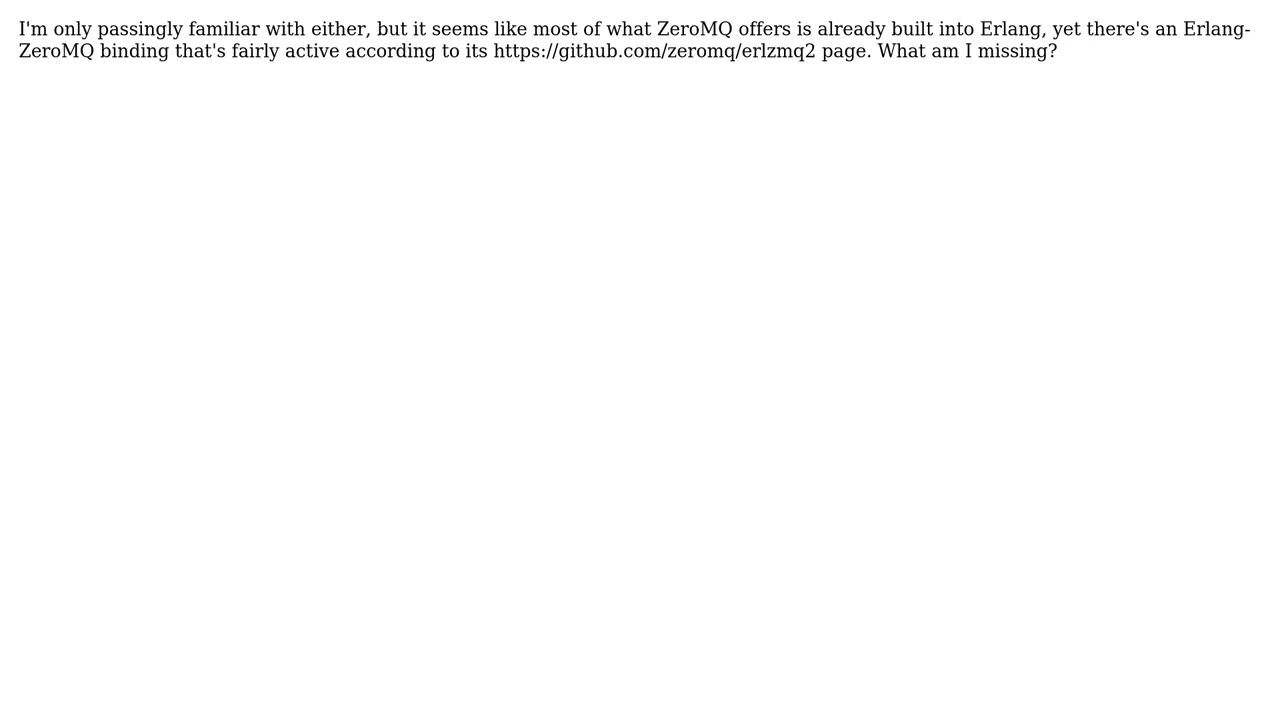 I'm only passingly familiar with either, but it seems like most of what ZeroMQ offers is already built into Erlang, yet there's an Erlang-
ZeroMQ binding that's fairly active according to its https://github.com/zeromq/erlzmq2 page. What am I missing?